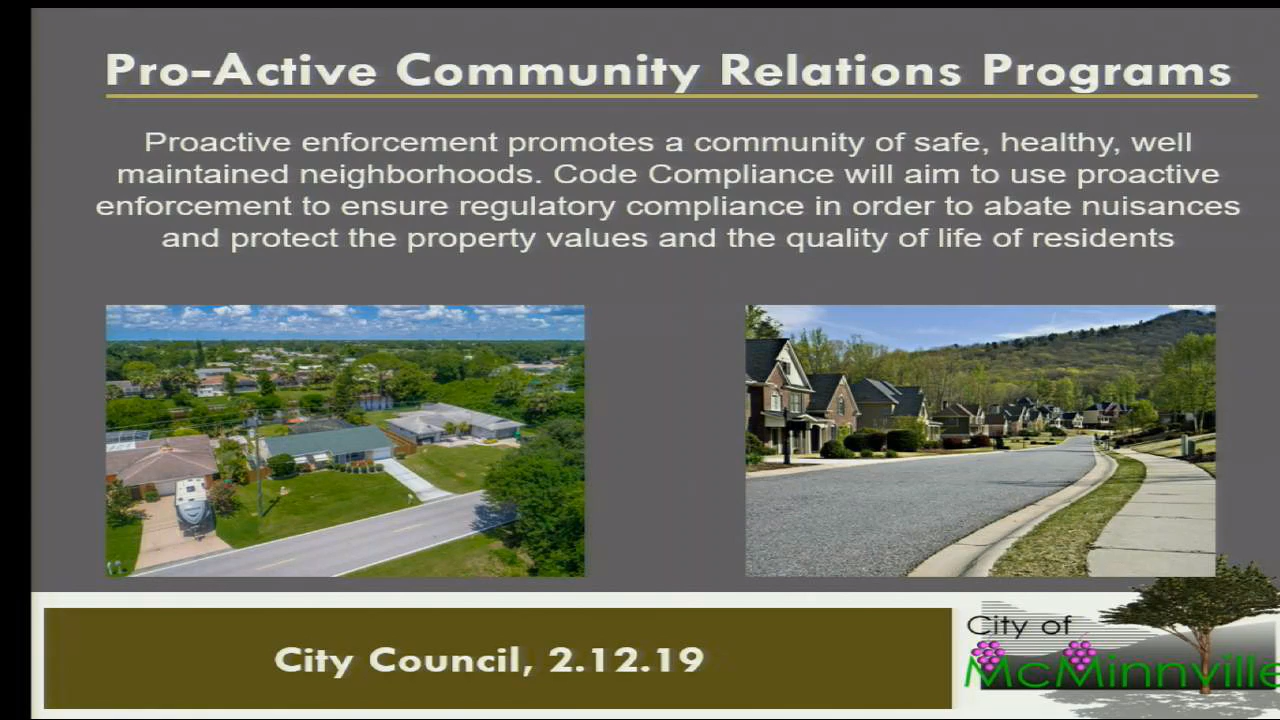 Pro-Active Community Relations Programs
Proactive enforcement promotes a community of safe, healthy, well
maintained neighborhoods. Code Compliance will aim to use proactive
enforcement to ensure regulatory compliance in order to abate nuisances
and protect the property values and the quality of life of residents
City Council, 2.12.19
City of
McMinnville